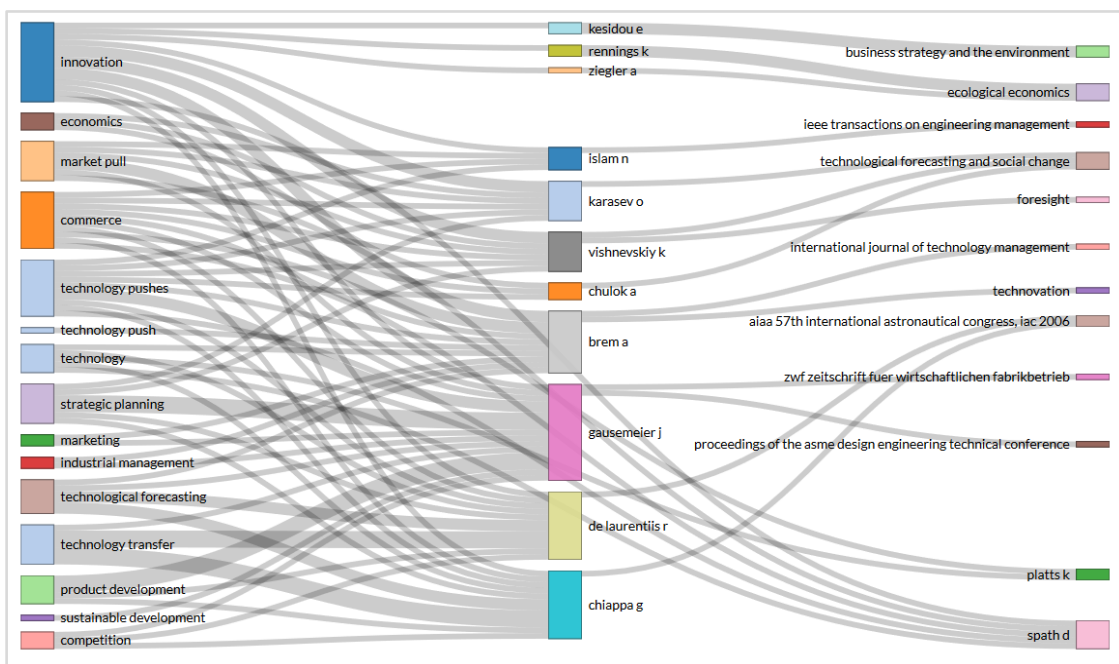 innovation
economics
market pull
commerce
technology pushes
technology push
technology
strategic planning
marketing
industrial management
technological forecasting
technology transfer
product development
sustainable development
competition
kesidou e
rennings k
ziegler a
islam n
karasev o
vishnevskiy k
chulok a
brem a
gausemeier j
de laurentiis r
chiappa g
business strategy and the environment
ecological economics
ieee transactions on engineering management
technological forecasting and social change
foresight
international journal of technology management
technovation
aiaa 57th international astronautical congress, iac 2006
zwf zeitschrift fuer wirtschaftlichen fabrikbetrieb
proceedings of the asme design engineering technical conference
platts k
spath d